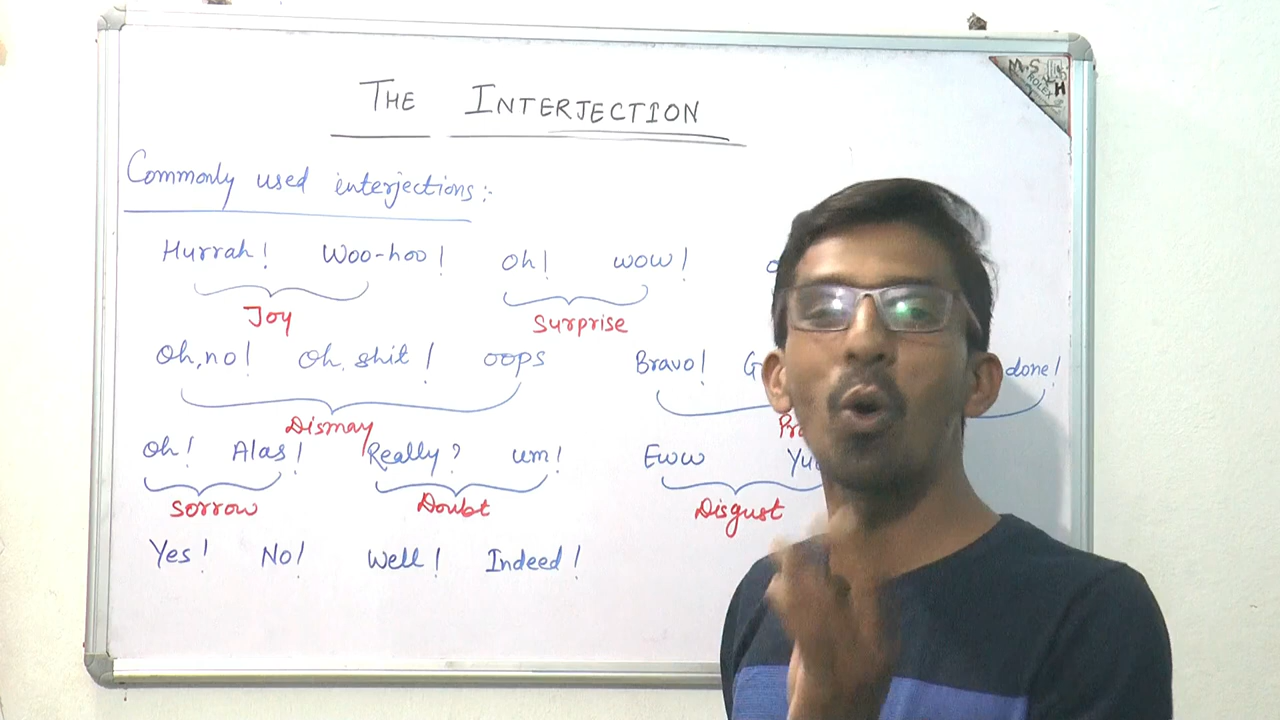 THE INTERJECTION
Commonly used interjections:-
Hurrah! Woo-hoo! Oh! wow!
Joy Surprise
Oh, no! Oh, shit! oops Bravo! done!
Dismay
Oh! Alas! Really? um! Eww
Sorrow Doubt Disgust
Yes! No! Well! Indeed!